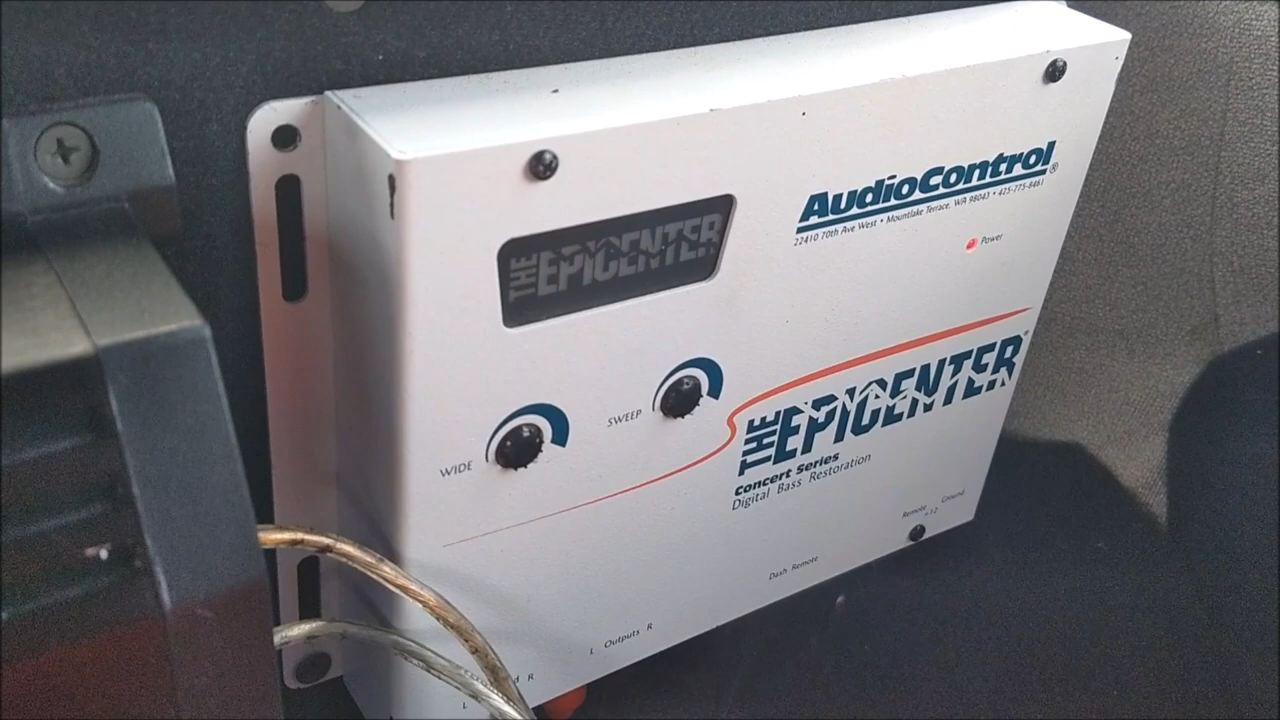 AudioControl®
22410 70th Ave West • Mountlake Terrace, WA 98043 • 425-775-8461
Power
THE EPICENTER
WIDE
SWEEP
THE EPICENTER®
Concert Series
Digital Bass Restoration
Remote Ground
+12
Dash Remote
L Outputs R
R
L